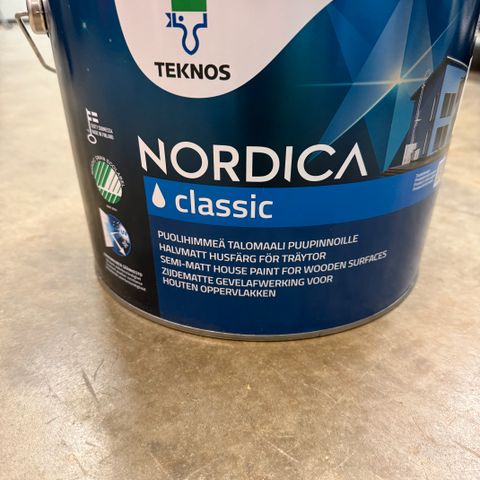 TEKNOS
NORDICA
classic
PUOLIHIMMEÄ TALOMAALI PUUPINNOILLE
HALVMATT HUSFÄRG FÖR TRÄYTOR
SEMI-MATT HOUSE PAINT FOR WOODEN SURFACES
ZIJDEMATTE GEVELAFWERKING VOOR
HOUTEN OPPERVLAKKEN